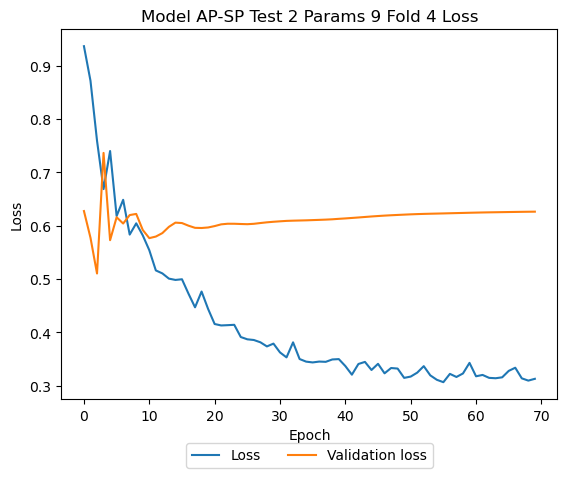 Model AP-SP Test 2 Params 9 Fold 4 Loss
Loss
0.9
0.8
0.7
0.6
0.5
0.4
0.3
0 10 20 30 40 50 60 70
Epoch
Loss Validation loss